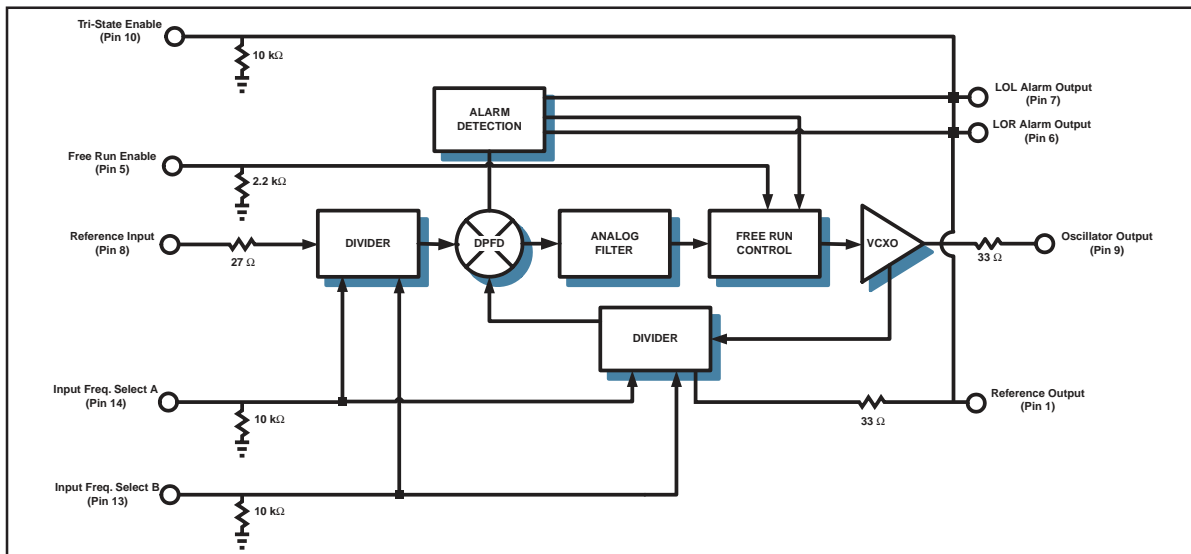 Tri-State Enable
(Pin 10)
10 kΩ
ALARM
DETECTION
LOL Alarm Output
(Pin 7)
LOR Alarm Output
(Pin 6)
Free Run Enable
(Pin 5)
2.2 kΩ
Reference Input
(Pin 8)
27 Ω
DIVIDER
DPFD
ANALOG
FILTER
FREE RUN
CONTROL
VCXO
33 Ω
Oscillator Output
(Pin 9)
DIVIDER
Input Freq. Select A
(Pin 14)
10 kΩ
33 Ω
Reference Output
(Pin 1)
Input Freq. Select B
(Pin 13)
10 kΩ